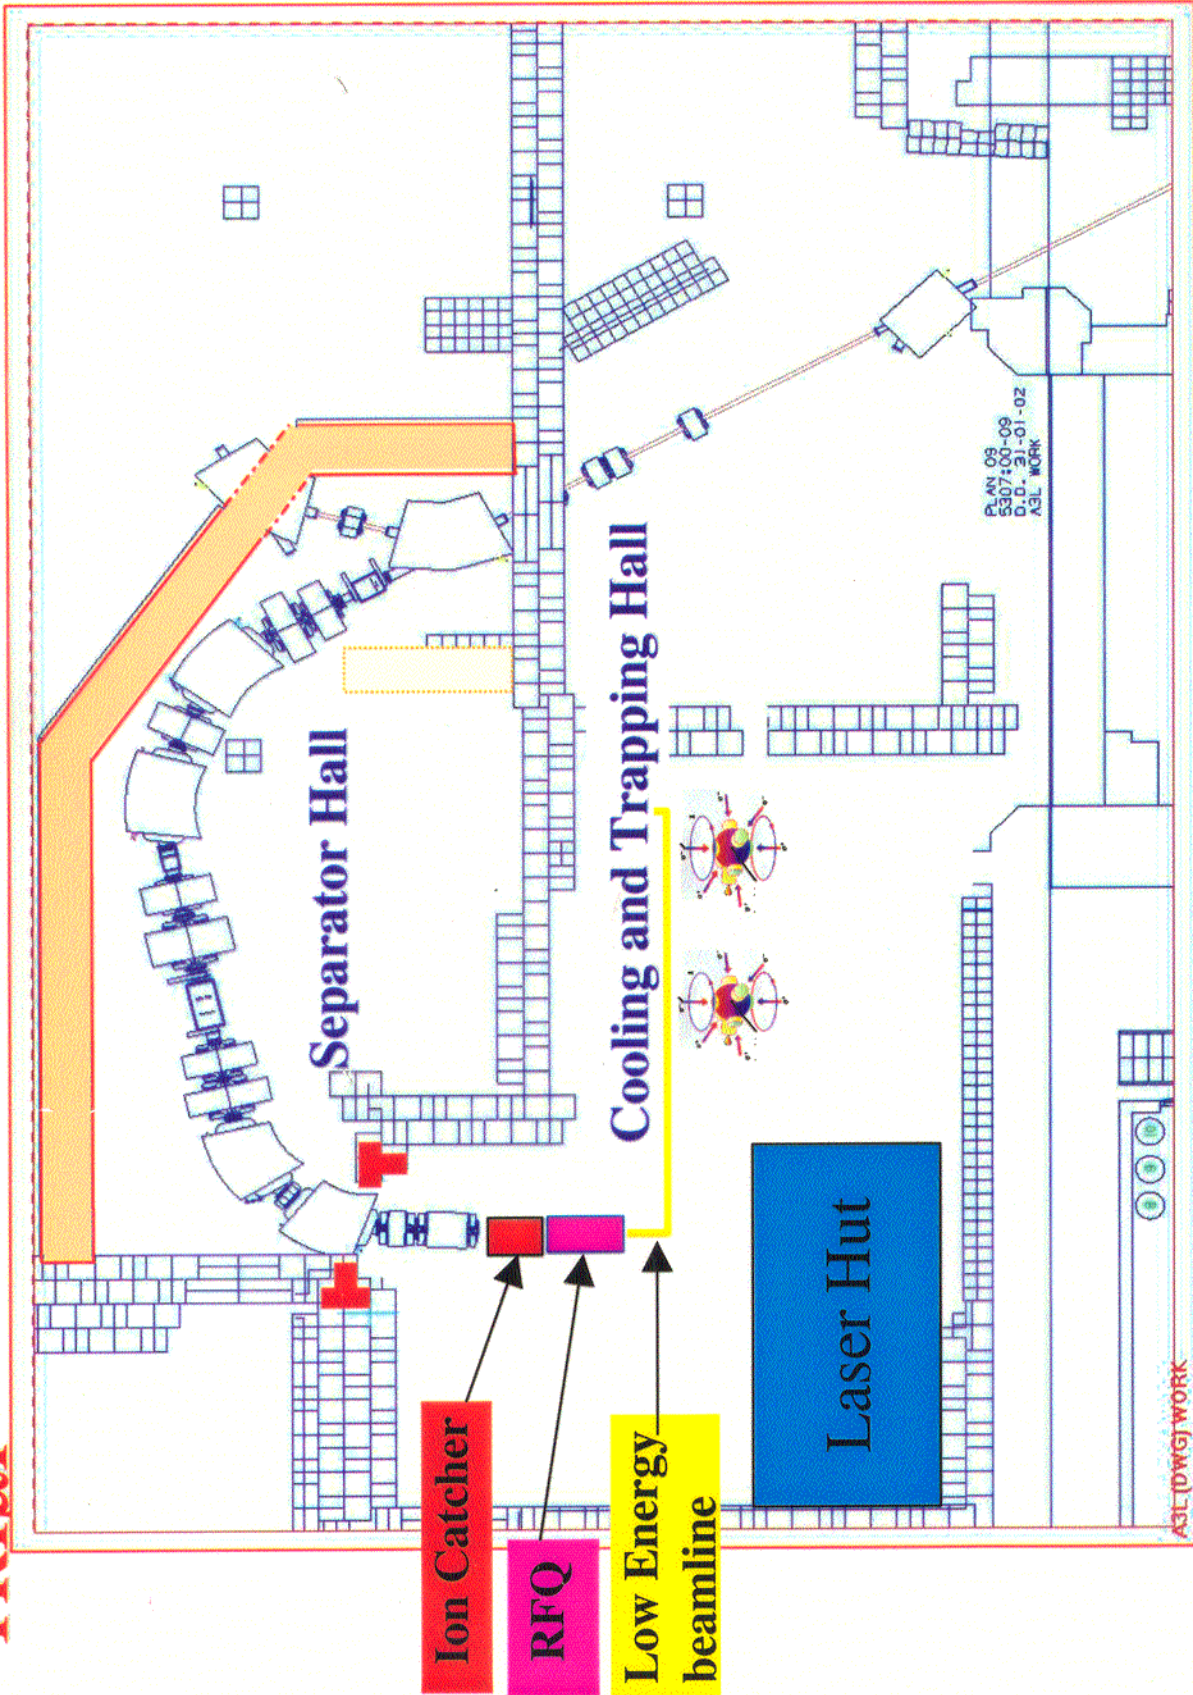 Separator Hall
Cooling and Trapping Hall
Ion Catcher
RFQ
Low Energy
beamline
Laser Hut
PLAN 09
5307:00-09
D.D. 31-01-02
A3L WORK
A3L (DWG) WORK